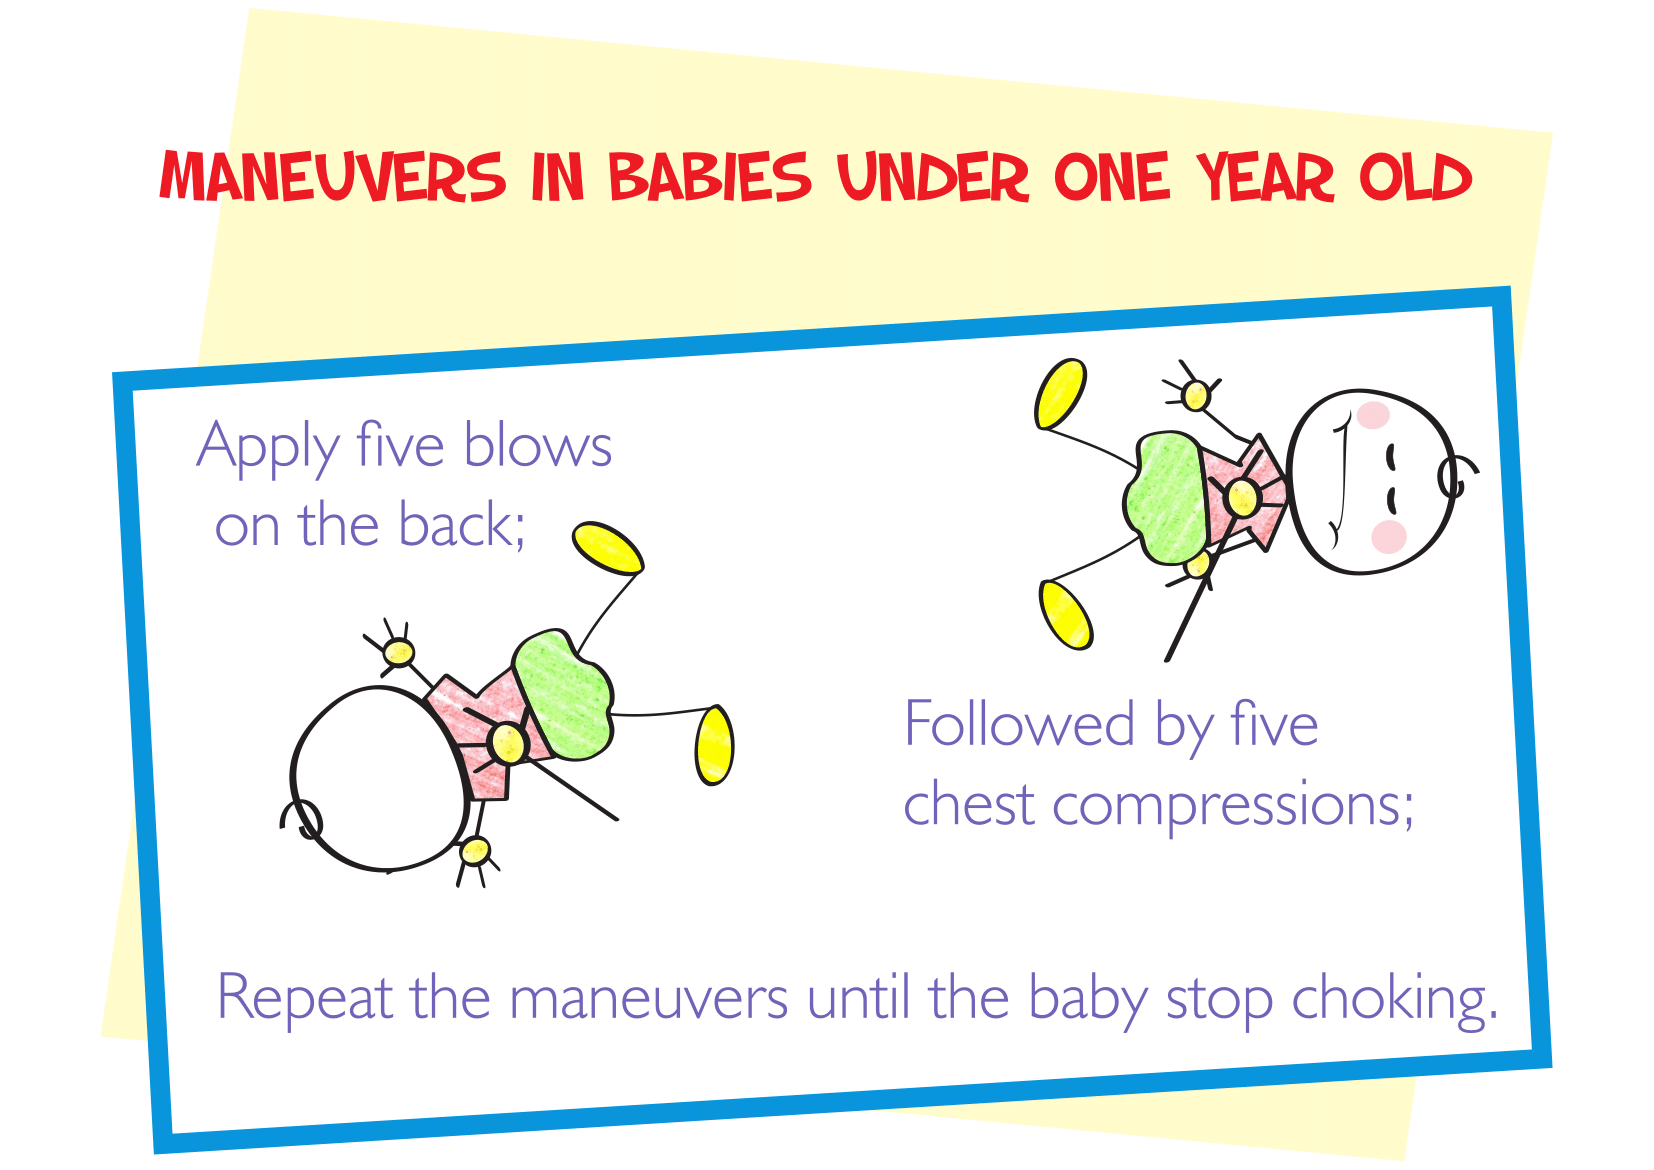 MANEUVERS IN BABIES UNDER ONE YEAR OLD
Apply five blows
on the back;
Followed by five
chest compressions;
Repeat the maneuvers until the baby stop choking.